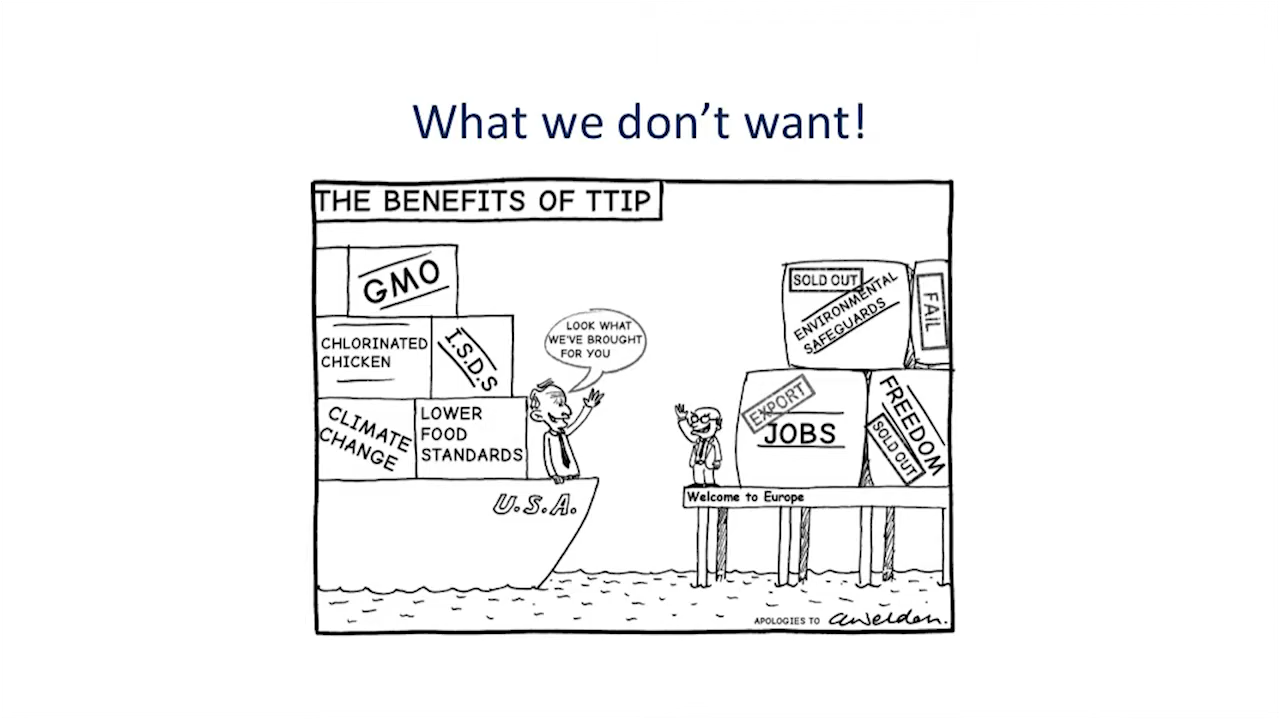 What we don't want!
THE BENEFITS OF TTIP
GMO
CHLORINATED
CHICKEN
I.S.D.S
CLIMATE
CHANGE
LOWER
FOOD
STANDARDS
LOOK WHAT
WE'VE BROUGHT
FOR YOU
U.S.A.
SOLD OUT
ENVIRONMENTAL
SAFEGUARDS
FAIL
EXPORT
JOBS
FREEDOM
SOLD OUT
Welcome to Europe
APOLOGIES TO